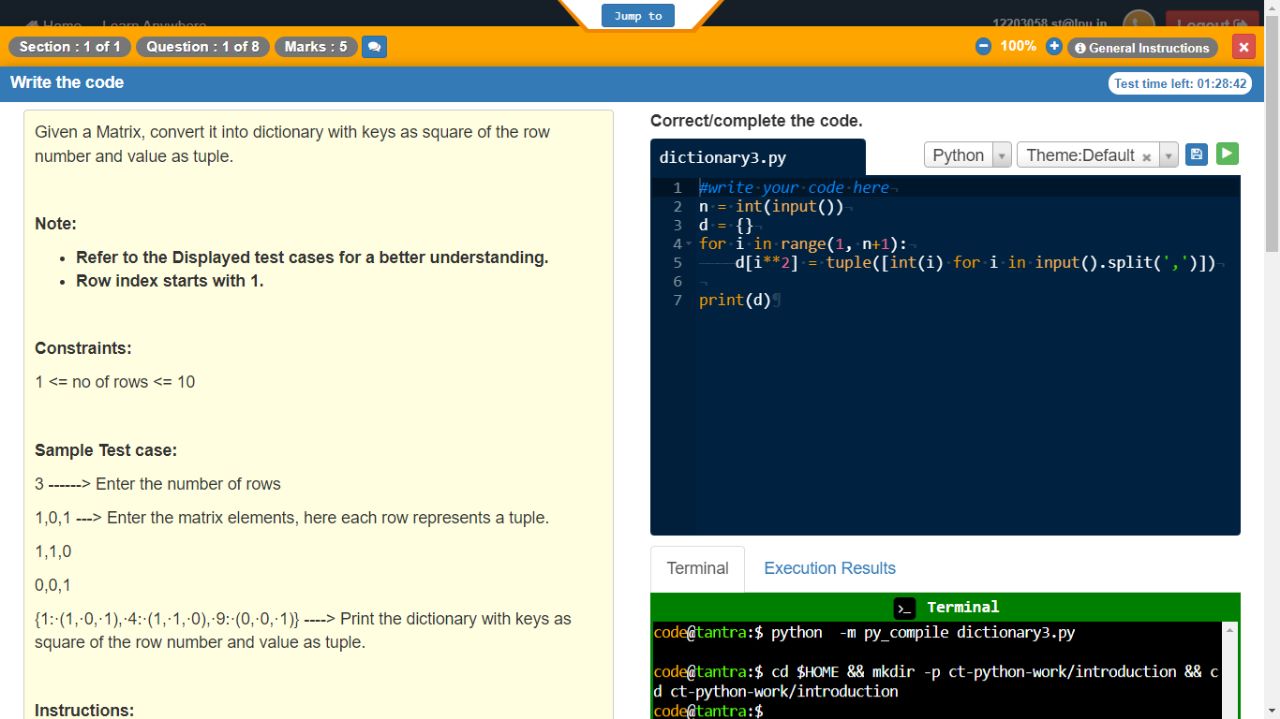 Home Learn Anywhere
Jump to
12203058.st@lpu.in
Logout
Section : 1 of 1 Question : 1 of 8 Marks : 5
100% General Instructions
Write the code
Test time left: 01:28:42
Given a Matrix, convert it into dictionary with keys as square of the row
number and value as tuple.
Note:
• Refer to the Displayed test cases for a better understanding.
• Row index starts with 1.
Constraints:
1 <= no of rows <= 10
Sample Test case:
3 ------> Enter the number of rows
1,0,1 ---> Enter the matrix elements, here each row represents a tuple.
1,1,0
0,0,1
{1:·(1,·0,·1),·4:·(1,·1,·0),·9:·(0,·0,·1)} ----> Print the dictionary with keys as
square of the row number and value as tuple.
Instructions:
Correct/complete the code.
dictionary3.py
Python Theme:Default
1 #write·your·code·here¬
2 n·=·int(input())¬
3 d·=·{}¬
4 for·i·in·range(1,·n+1):¬
5 d[i**2]·=·tuple([int(i)·for·i·in·input().split(',')])¬
6 ¬
7 print(d)¶
Terminal Execution Results
>_ Terminal
code@tantra:$ python  -m py_compile dictionary3.py
code@tantra:$ cd $HOME && mkdir -p ct-python-work/introduction && c
d ct-python-work/introduction
code@tantra:$